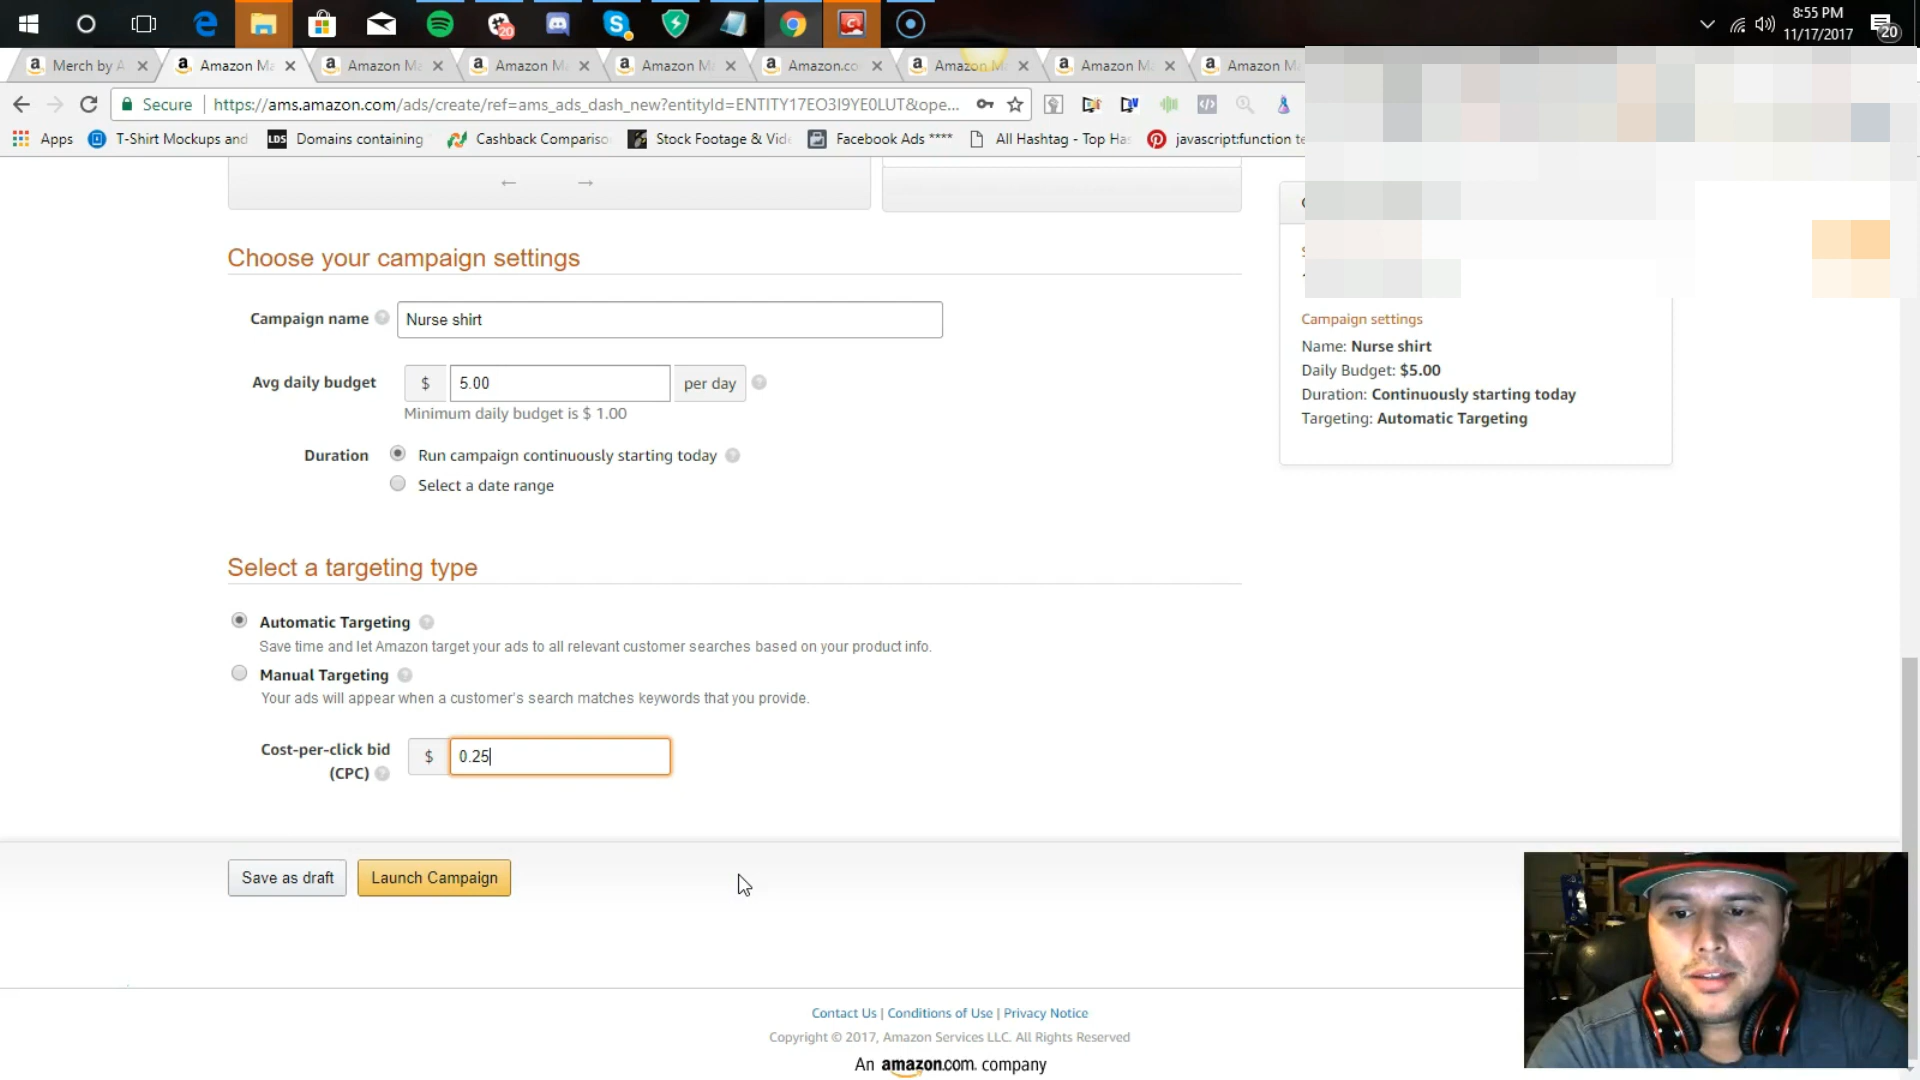 8:55 PM
11/17/2017
20
20
Merch by A
Amazon Ma
Amazon Ma
Amazon M
Amazon Ma
Amazon.co
Amazon M
Amazon Ma
Amazon Ma
Secure https://ams.amazon.com/ads/create/ref=ams_ads_dash_new?entityId=ENTITY17EO3I9YE0LUT&ope...
Apps
T-Shirt Mockups and
LDS Domains containing
Cashback Compariso
Stock Footage & Vid
Facebook Ads ****
All Hashtag - Top Ha
javascript:function te
← →
Choose your campaign settings
Campaign name Nurse shirt
Avg daily budget $ 5.00 per day
Minimum daily budget is $ 1.00
Duration Run campaign continuously starting today
Select a date range
Select a targeting type
Automatic Targeting
Save time and let Amazon target your ads to all relevant customer searches based on your product info.
Manual Targeting
Your ads will appear when a customer's search matches keywords that you provide.
Cost-per-click bid
(CPC)
$ 0.25
Save as draft
Launch Campaign
Campaign settings
Name: Nurse shirt
Daily Budget: $5.00
Duration: Continuously starting today
Targeting: Automatic Targeting
Contact Us | Conditions of Use | Privacy Notice
Copyright © 2017, Amazon Services LLC. All Rights Reserved
An amazon.com company